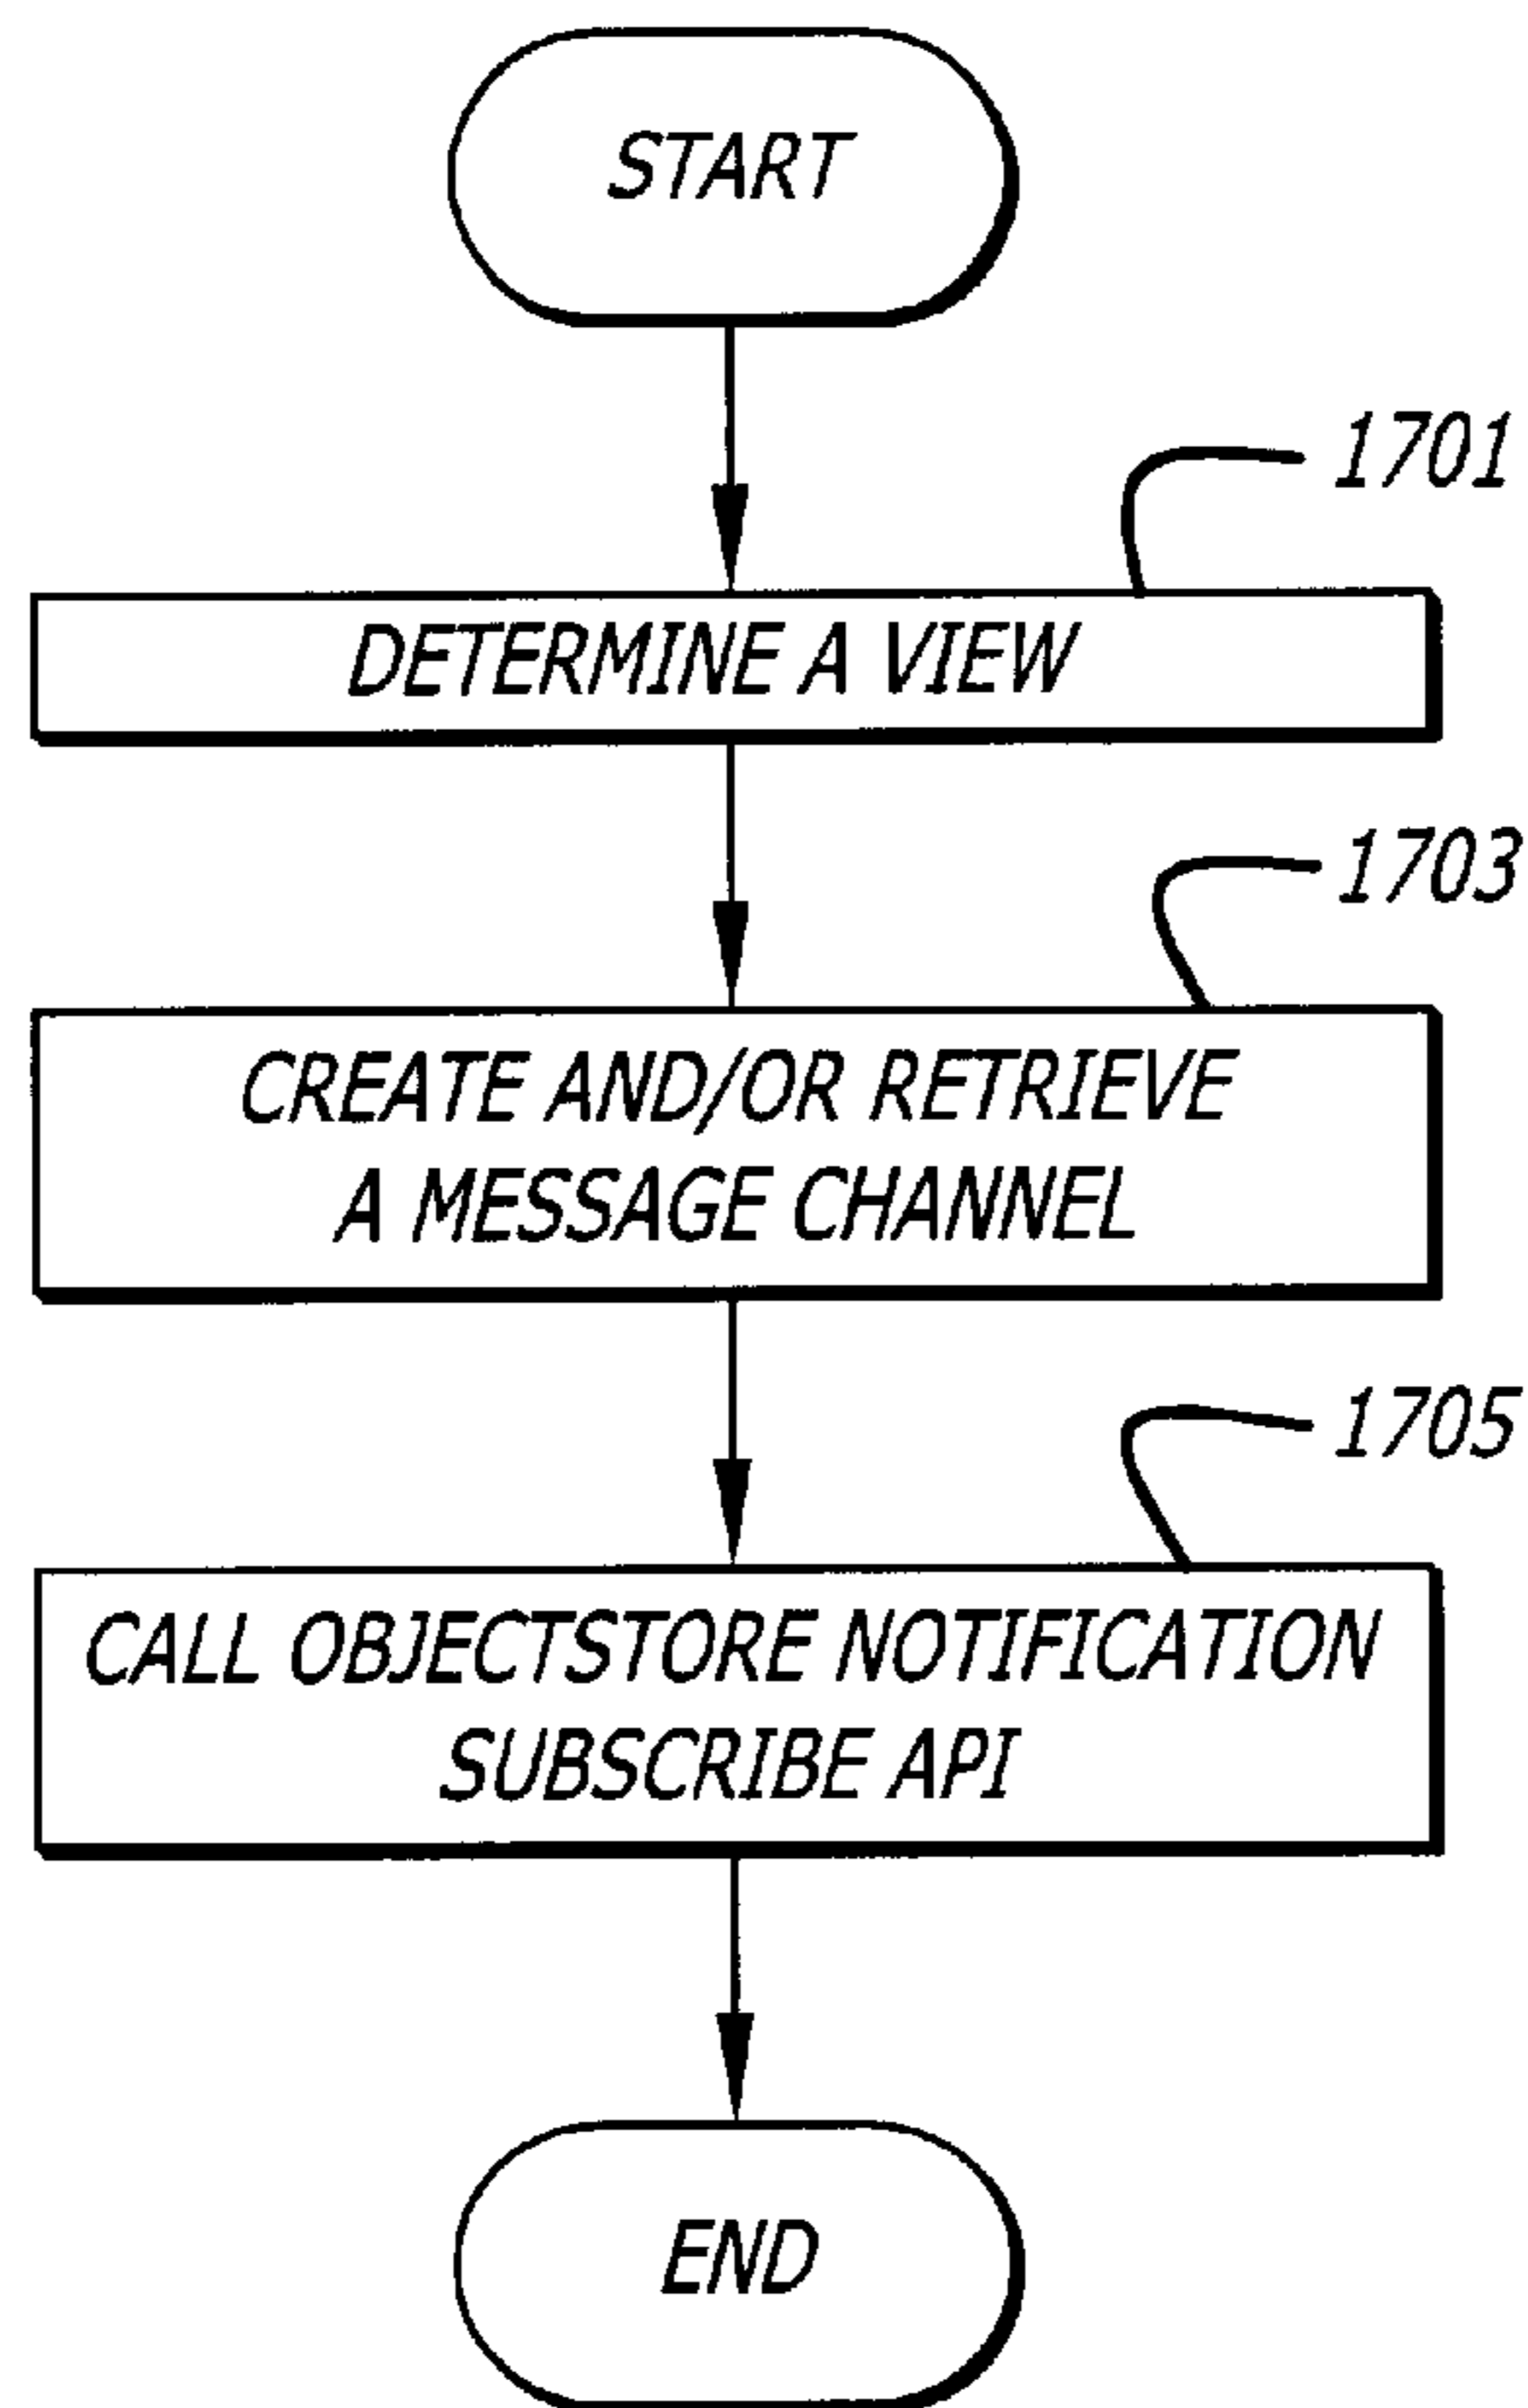 START
1701
DETERMINE A VIEW
1703
CREATE AND/OR RETRIEVE
A MESSAGE CHANNEL
1705
CALL OBJECTSTORE NOTIFICATION
SUBSCRIBE API
END